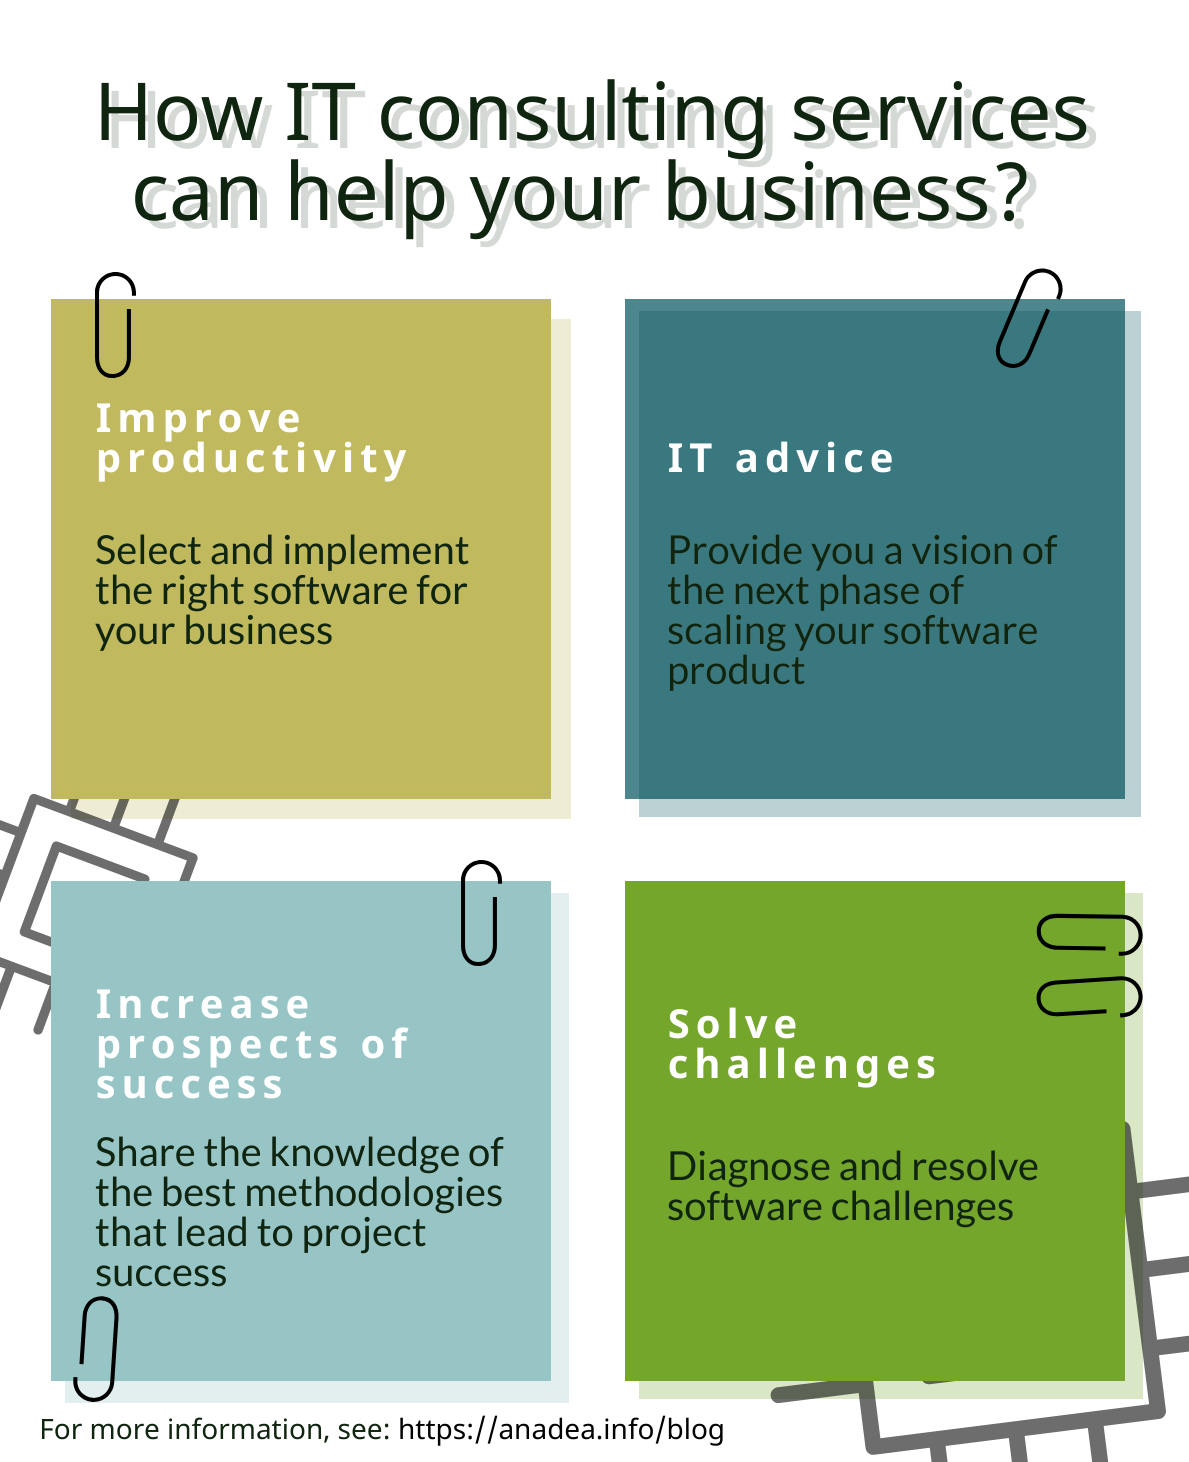 How IT consulting services
can help your business?
Improve
productivity
Select and implement
the right software for
your business
IT advice
Provide you a vision of
the next phase of
scaling your software
product
Increase
prospects of
success
Share the knowledge of
the best methodologies
that lead to project
success
Solve
challenges
Diagnose and resolve
software challenges
For more information, see: https://anadea.info/blog